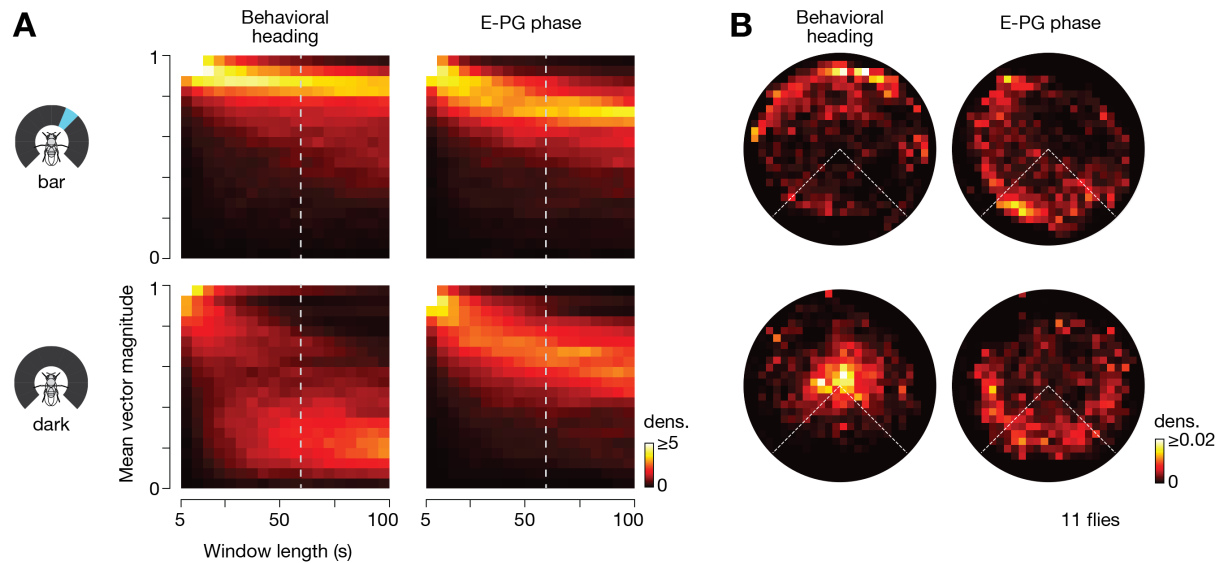 A
Behavioral
heading
E-PG phase
B
Behavioral
heading
E-PG phase
bar
1
0
dark
Mean vector magnitude
1
0
dens.
≥5
0
dens.
≥0.02
0
5
50
100
5
50
100
Window length (s)
11 flies